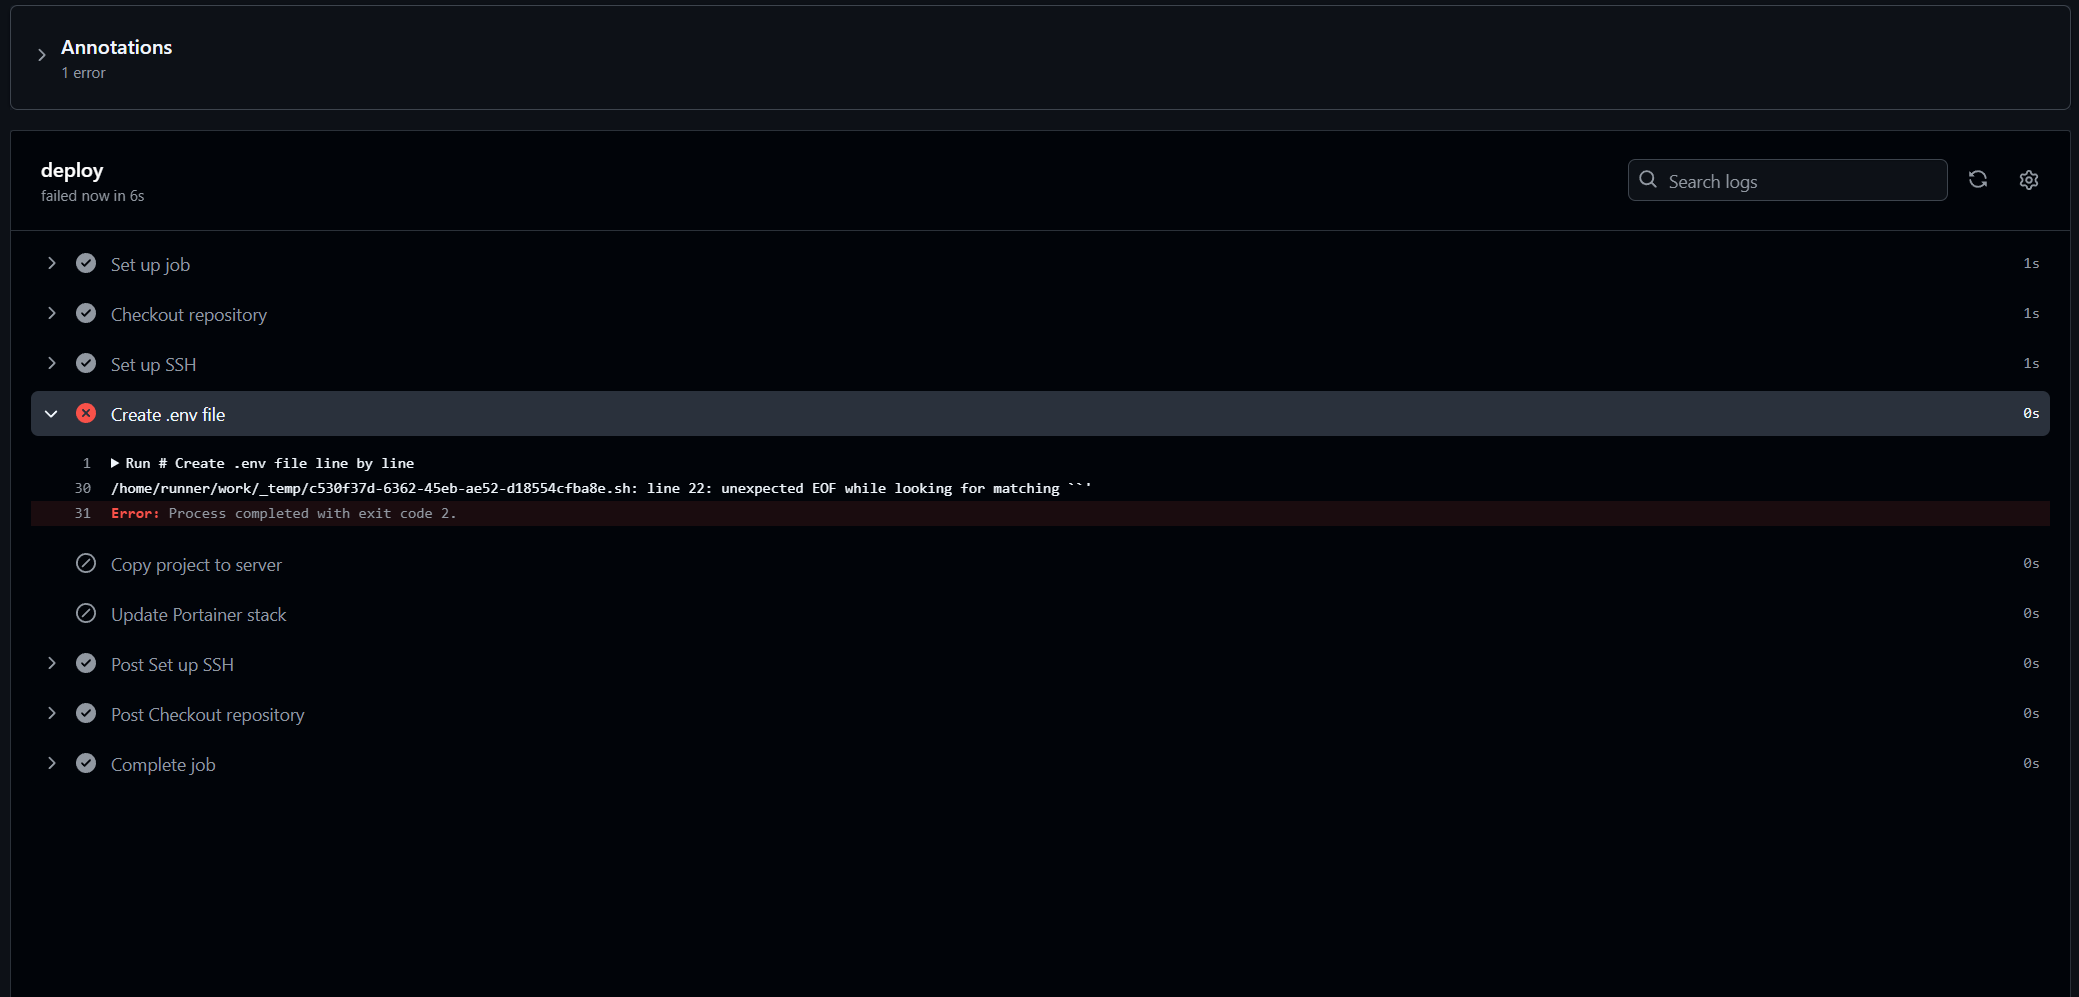 Annotations
1 error
deploy
failed now in 6s
Search logs
Set up job 1s
Checkout repository 1s
Set up SSH 1s
Create .env file 0s
1 Run # Create .env file line by line
30 /home/runner/work/_temp/c530f37d-6362-45eb-ae52-d18554cfba8e.sh: line 22: unexpected EOF while looking for matching ``'
31 Error: Process completed with exit code 2.
Copy project to server 0s
Update Portainer stack 0s
Post Set up SSH 0s
Post Checkout repository 0s
Complete job 0s